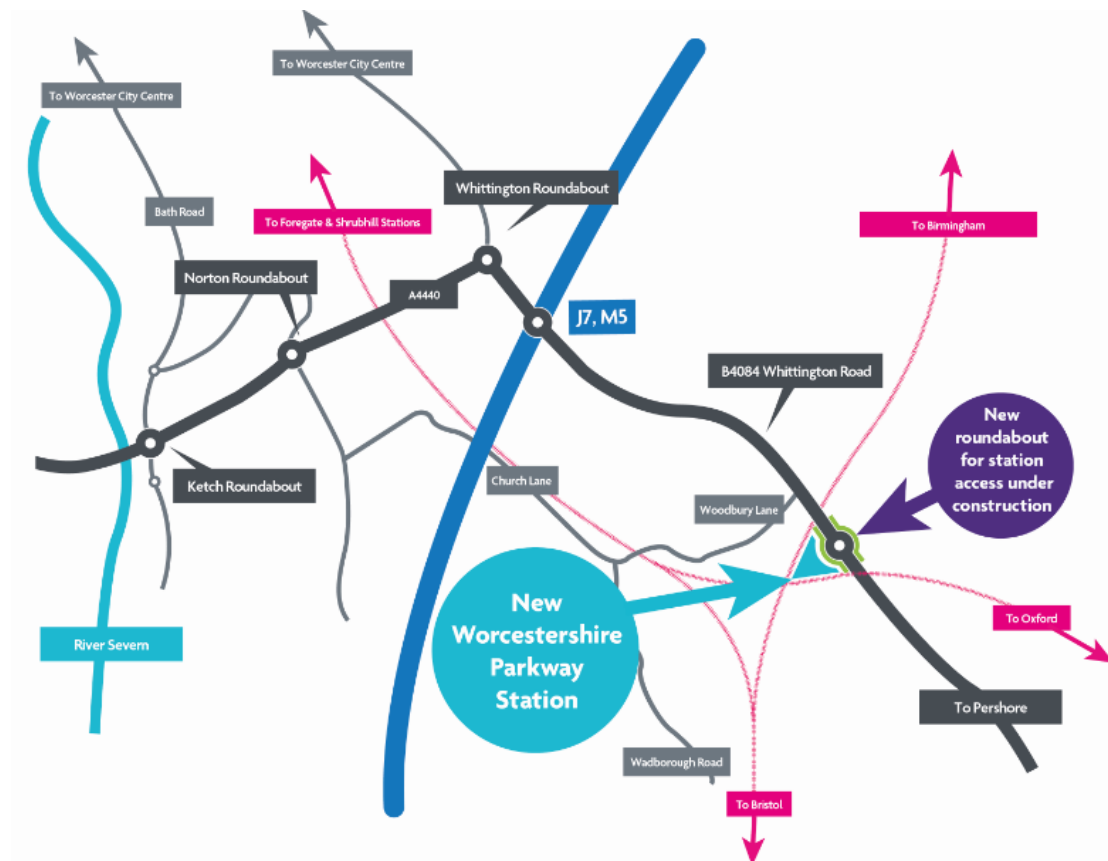 To Worcester City Centre
To Worcester City Centre
Whittington Roundabout
Bath Road
To Foregate & Shrubhill Stations
To Birmingham
Norton Roundabout
A4440
J7, M5
B4084 Whittington Road
New
roundabout
for station
access under
construction
Ketch Roundabout
Church Lane
Woodbury Lane
New
Worcestershire
Parkway
Station
To Oxford
River Severn
To Pershore
Wadborough Road
To Bristol